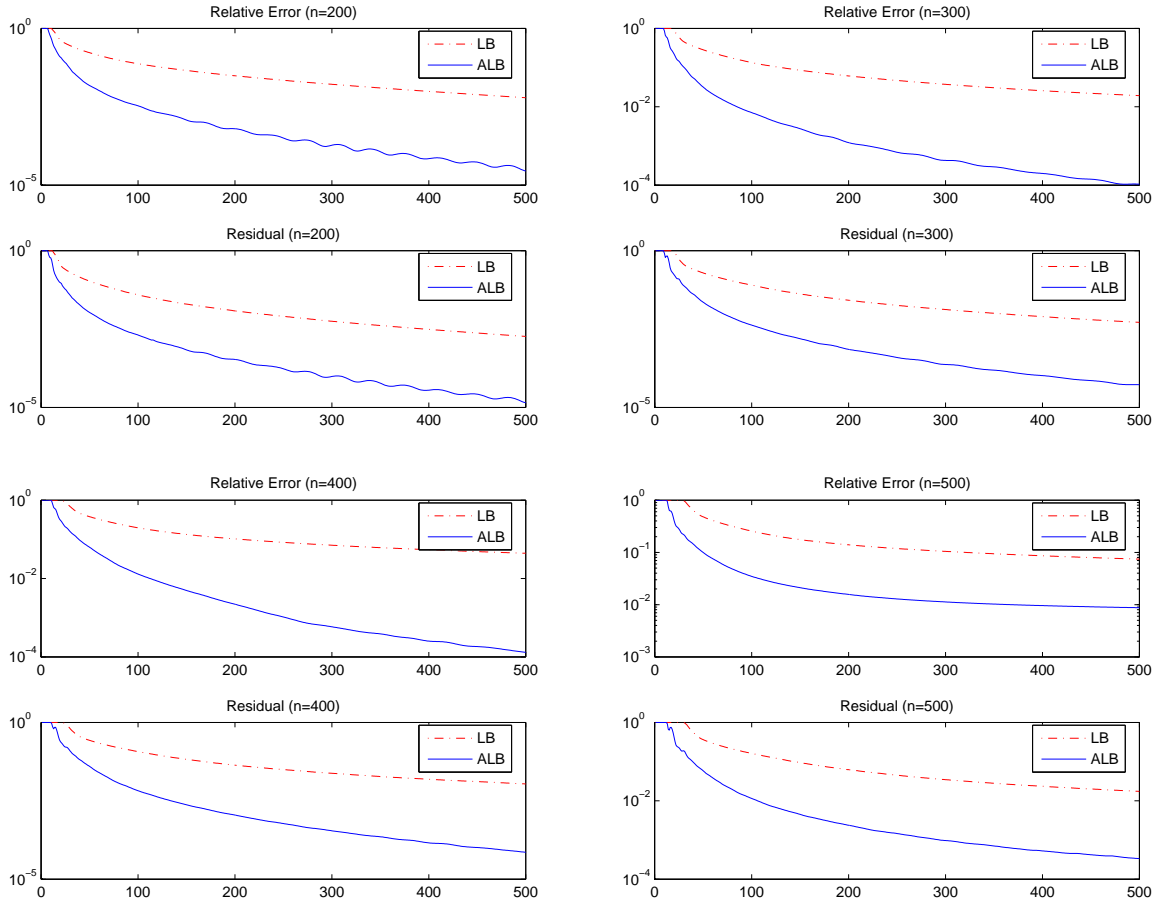 Relative Error (n=200)
10^0
LB
ALB
10^−5
0 100 200 300 400 500
Relative Error (n=300)
10^0
LB
ALB
10^−2
10^−4
0 100 200 300 400 500
Residual (n=200)
10^0
LB
ALB
10^−5
0 100 200 300 400 500
Residual (n=300)
10^0
LB
ALB
10^−5
0 100 200 300 400 500
Relative Error (n=400)
10^0
LB
ALB
10^−2
10^−4
0 100 200 300 400 500
Relative Error (n=500)
10^0
LB
ALB
10^−1
10^−2
10^−3
0 100 200 300 400 500
Residual (n=400)
10^0
LB
ALB
10^−5
0 100 200 300 400 500
Residual (n=500)
10^0
LB
ALB
10^−2
10^−4
0 100 200 300 400 500